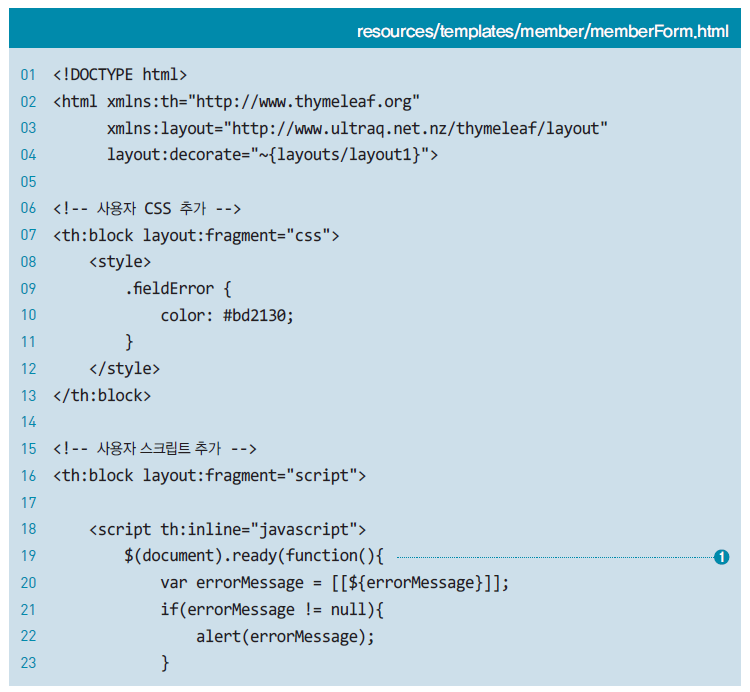 resources/templates/member/memberForm.html
01 <!DOCTYPE html>
02 <html xmlns:th="http://www.thymeleaf.org"
03       xmlns:layout="http://www.ultraq.net.nz/thymeleaf/layout"
04       layout:decorate="~{layouts/layout1}">
05
06 <!-- 사용자 CSS 추가 -->
07 <th:block layout:fragment="css">
08     <style>
09         .fieldError {
10             color: #bd2130;
11         }
12     </style>
13 </th:block>
14
15 <!-- 사용자 스크립트 추가 -->
16 <th:block layout:fragment="script">
17
18     <script th:inline="javascript">
19         $(document).ready(function(){ ❶
20             var errorMessage = [[${errorMessage}]];
21             if(errorMessage != null){
22                 alert(errorMessage);
23             }